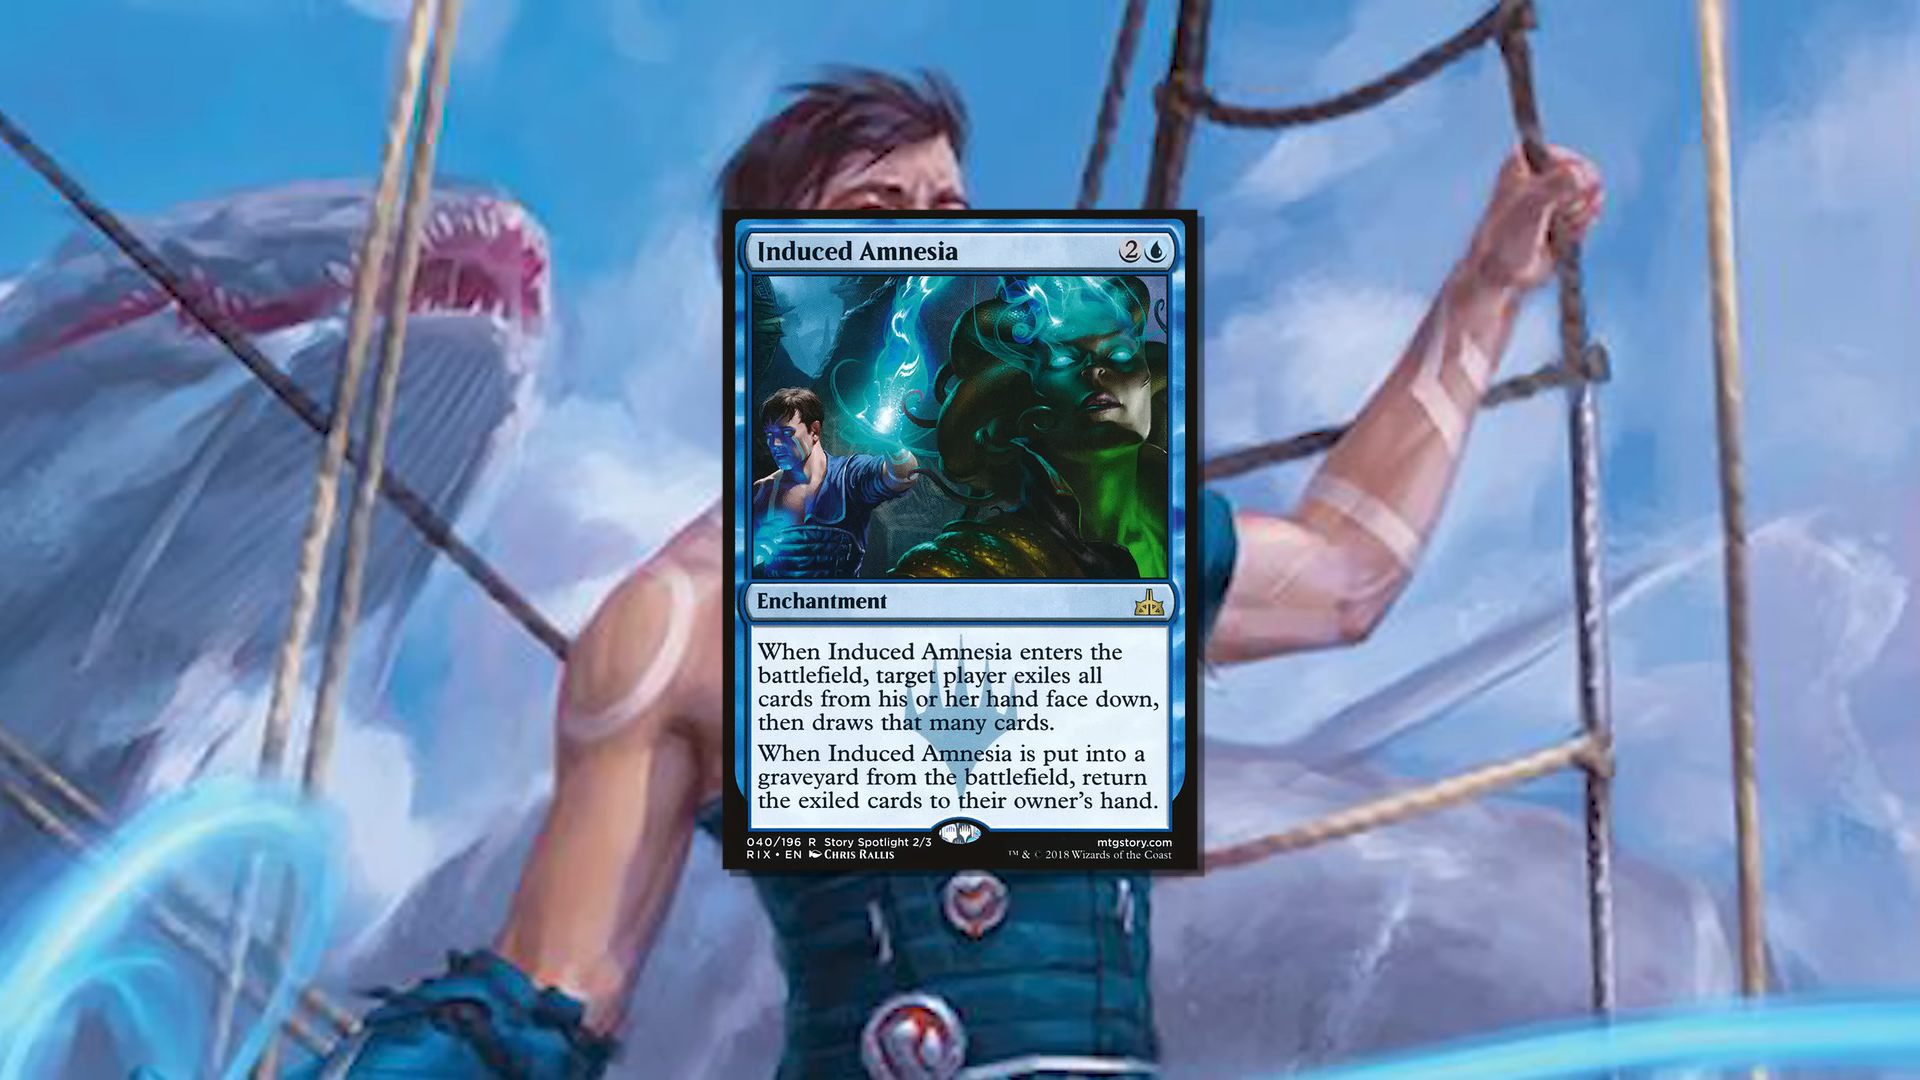 Induced Amnesia 2
Enchantment
When Induced Amnesia enters the
battlefield, target player exiles all
cards from his or her hand face down,
then draws that many cards.
When Induced Amnesia is put into a
graveyard from the battlefield, return
the exiled cards to their owner's hand.
040/196 R Story Spotlight 2/3 mtgstory.com
RIX • EN Chris Rallis ™ & © 2018 Wizards of the Coast